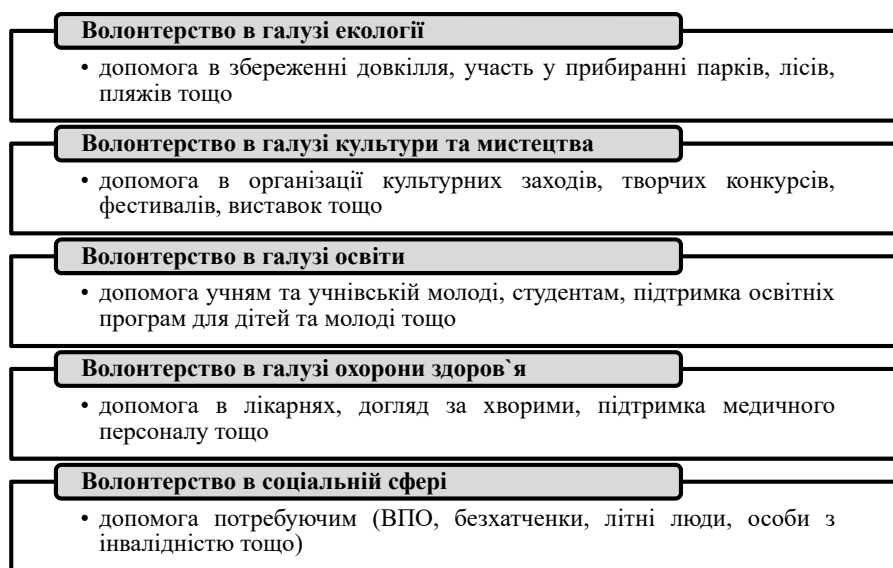 Волонтерство в галузі екології
• допомога в збереженні довкілля, участь у прибиранні парків, лісів,
пляжів тощо
Волонтерство в галузі культури та мистецтва
• допомога в організації культурних заходів, творчих конкурсів,
фестивалів, виставок тощо
Волонтерство в галузі освіти
• допомога учням та учнівській молоді, студентам, підтримка освітніх
програм для дітей та молоді тощо
Волонтерство в галузі охорони здоров`я
• допомога в лікарнях, догляд за хворими, підтримка медичного
персоналу тощо
Волонтерство в соціальній сфері
• допомога потребуючим (ВПО, безхатченки, літні люди, особи з
інвалідністю тощо)